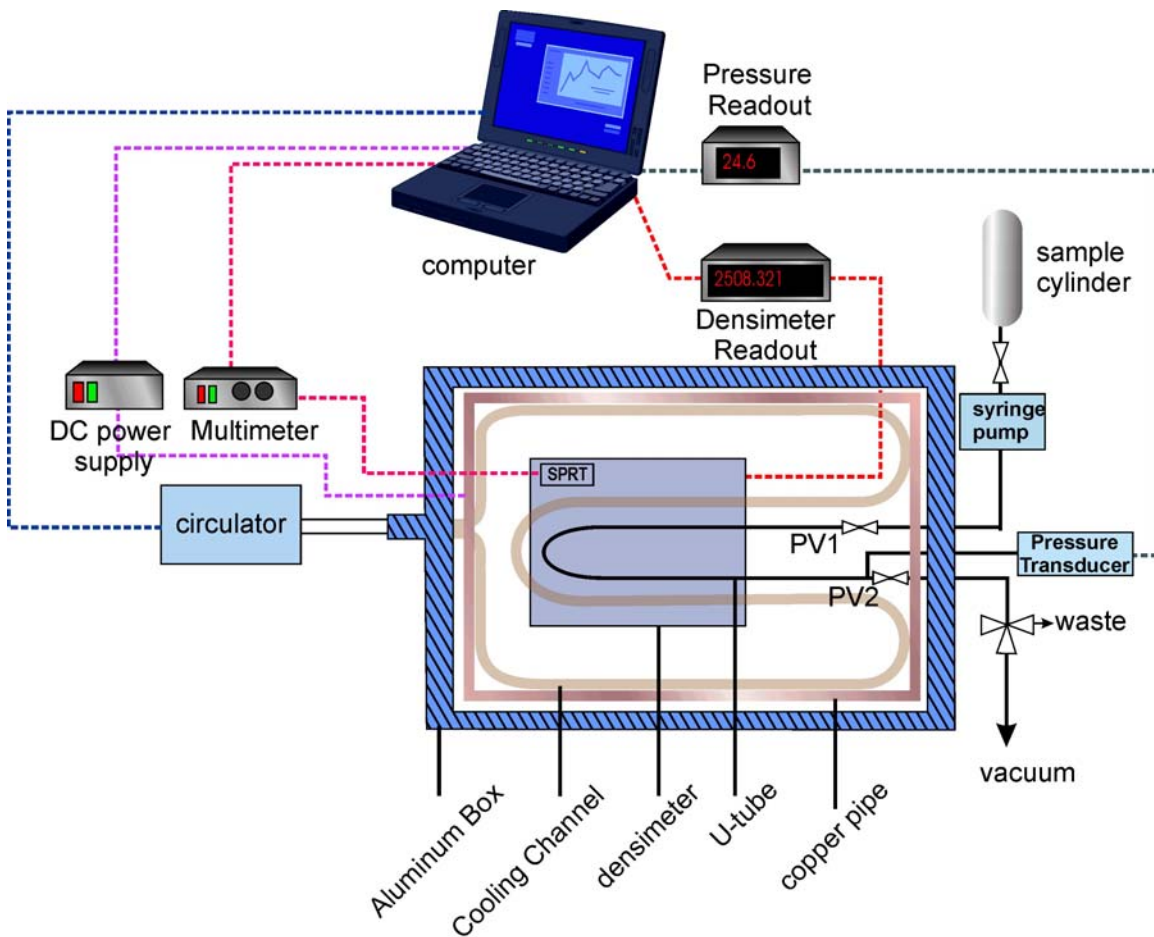 Pressure
Readout
24.6
computer
2508.321
Densimeter
Readout
sample
cylinder
DC power
supply
Multimeter
syringe
pump
SPRT
circulator
PV1
Pressure
Transducer
PV2
waste
vacuum
Aluminum Box
Cooling Channel
densimeter
U-tube
copper pipe